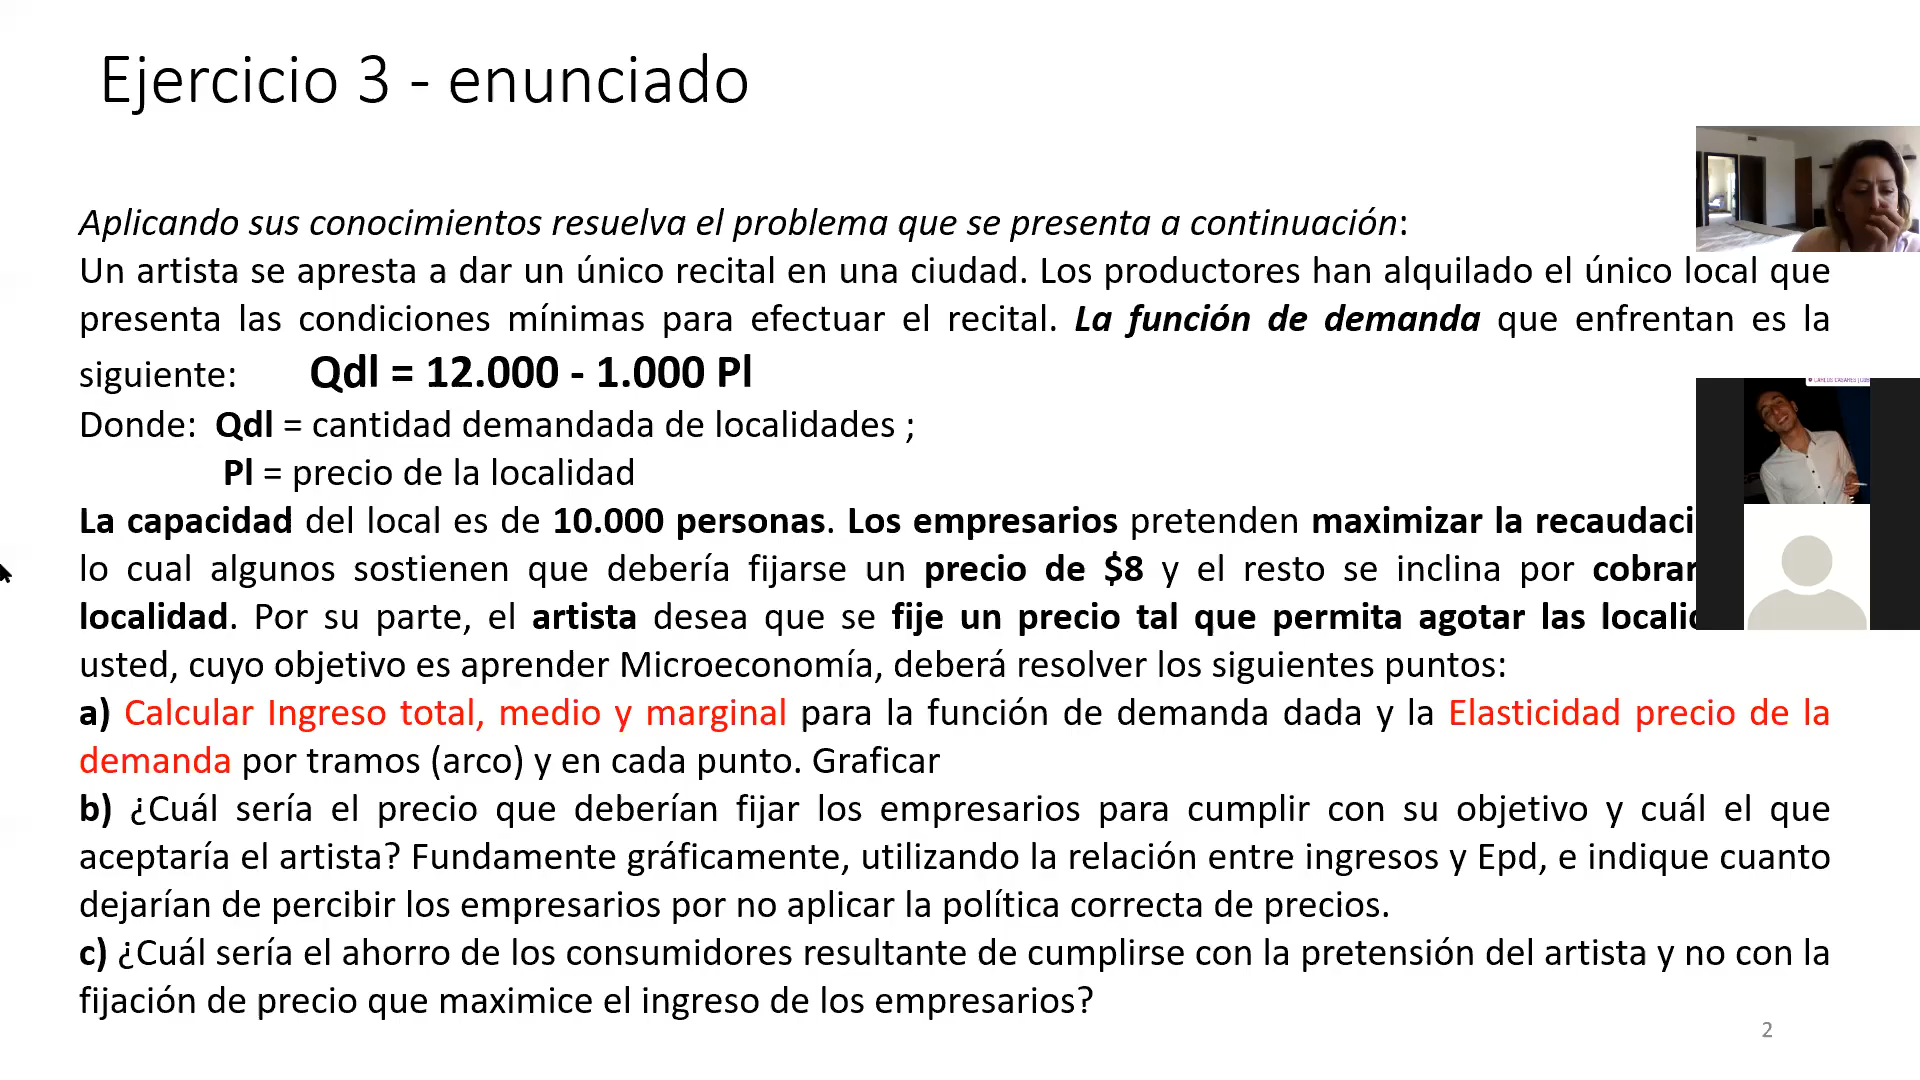 Ejercicio 3 - enunciado
Aplicando sus conocimientos resuelva el problema que se presenta a continuación:
Un artista se apresta a dar un único recital en una ciudad. Los productores han alquilado el único local que
presenta las condiciones mínimas para efectuar el recital. La función de demanda que enfrentan es la
siguiente: Qdl = 12.000 - 1.000 Pl
Donde: Qdl = cantidad demandada de localidades ;
Pl = precio de la localidad
La capacidad del local es de 10.000 personas. Los empresarios pretenden maximizar la recaudaci
lo cual algunos sostienen que debería fijarse un precio de $8 y el resto se inclina por cobrar
localidad. Por su parte, el artista desea que se fije un precio tal que permita agotar las locali
usted, cuyo objetivo es aprender Microeconomía, deberá resolver los siguientes puntos:
a) Calcular Ingreso total, medio y marginal para la función de demanda dada y la Elasticidad precio de la
demanda por tramos (arco) y en cada punto. Graficar
b) ¿Cuál sería el precio que deberían fijar los empresarios para cumplir con su objetivo y cuál el que
aceptaría el artista? Fundamente gráficamente, utilizando la relación entre ingresos y Epd, e indique cuanto
dejarían de percibir los empresarios por no aplicar la política correcta de precios.
c) ¿Cuál sería el ahorro de los consumidores resultante de cumplirse con la pretensión del artista y no con la
fijación de precio que maximice el ingreso de los empresarios?
2